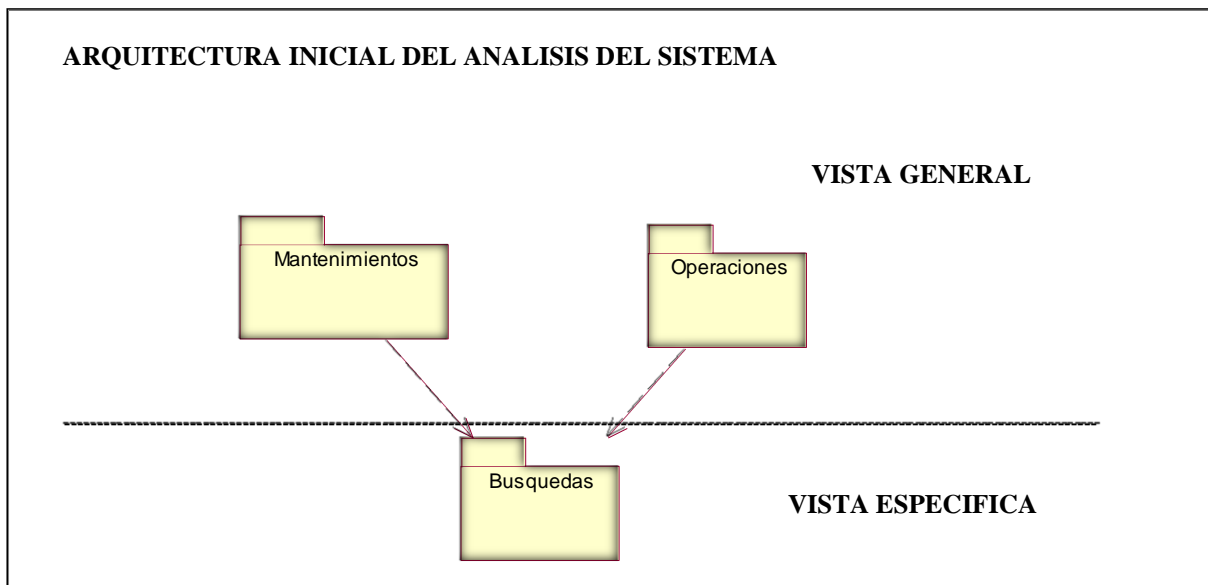 ARQUITECTURA INICIAL DEL ANALISIS DEL SISTEMA
VISTA GENERAL
Mantenimientos
Operaciones
Busquedas
VISTA ESPECIFICA